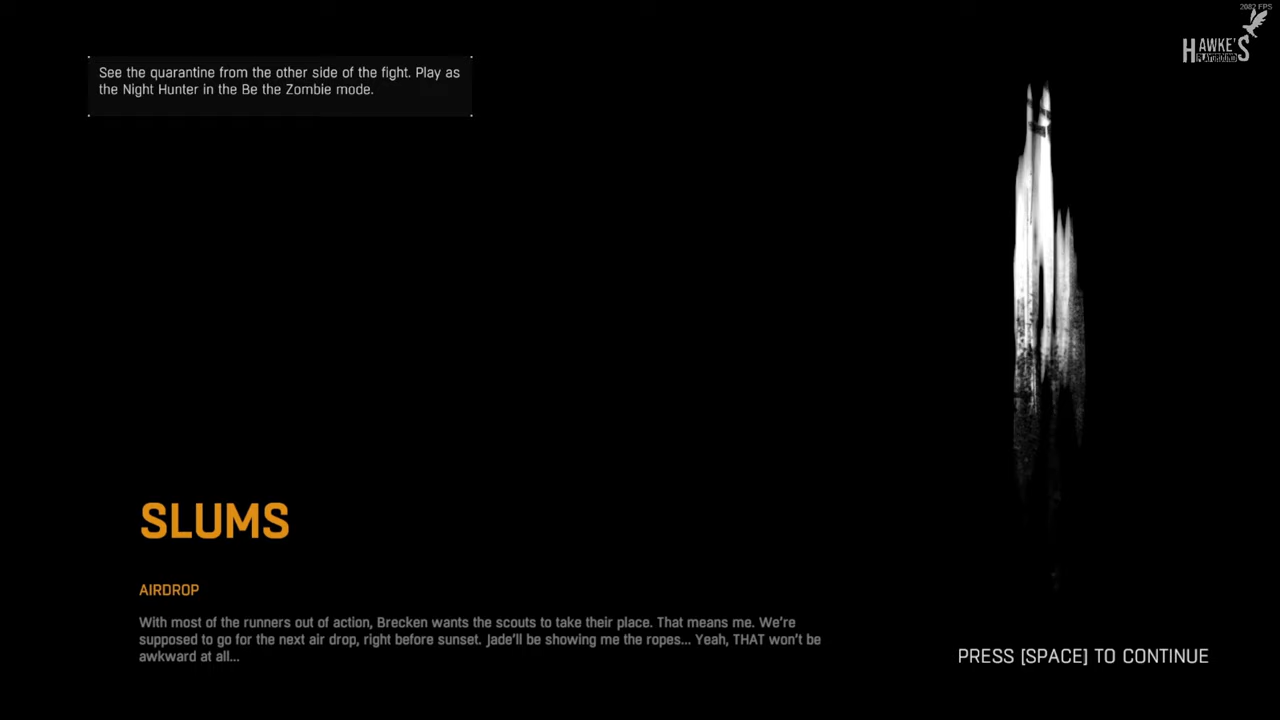 2082 FPS
HAWKE'S
PLAYGROUND
See the quarantine from the other side of the fight. Play as
the Night Hunter in the Be the Zombie mode.
SLUMS
AIRDROP
With most of the runners out of action, Brecken wants the scouts to take their place. That means me. We're
supposed to go for the next air drop, right before sunset. Jade'll be showing me the ropes... Yeah, THAT won't be
awkward at all...
PRESS [SPACE] TO CONTINUE